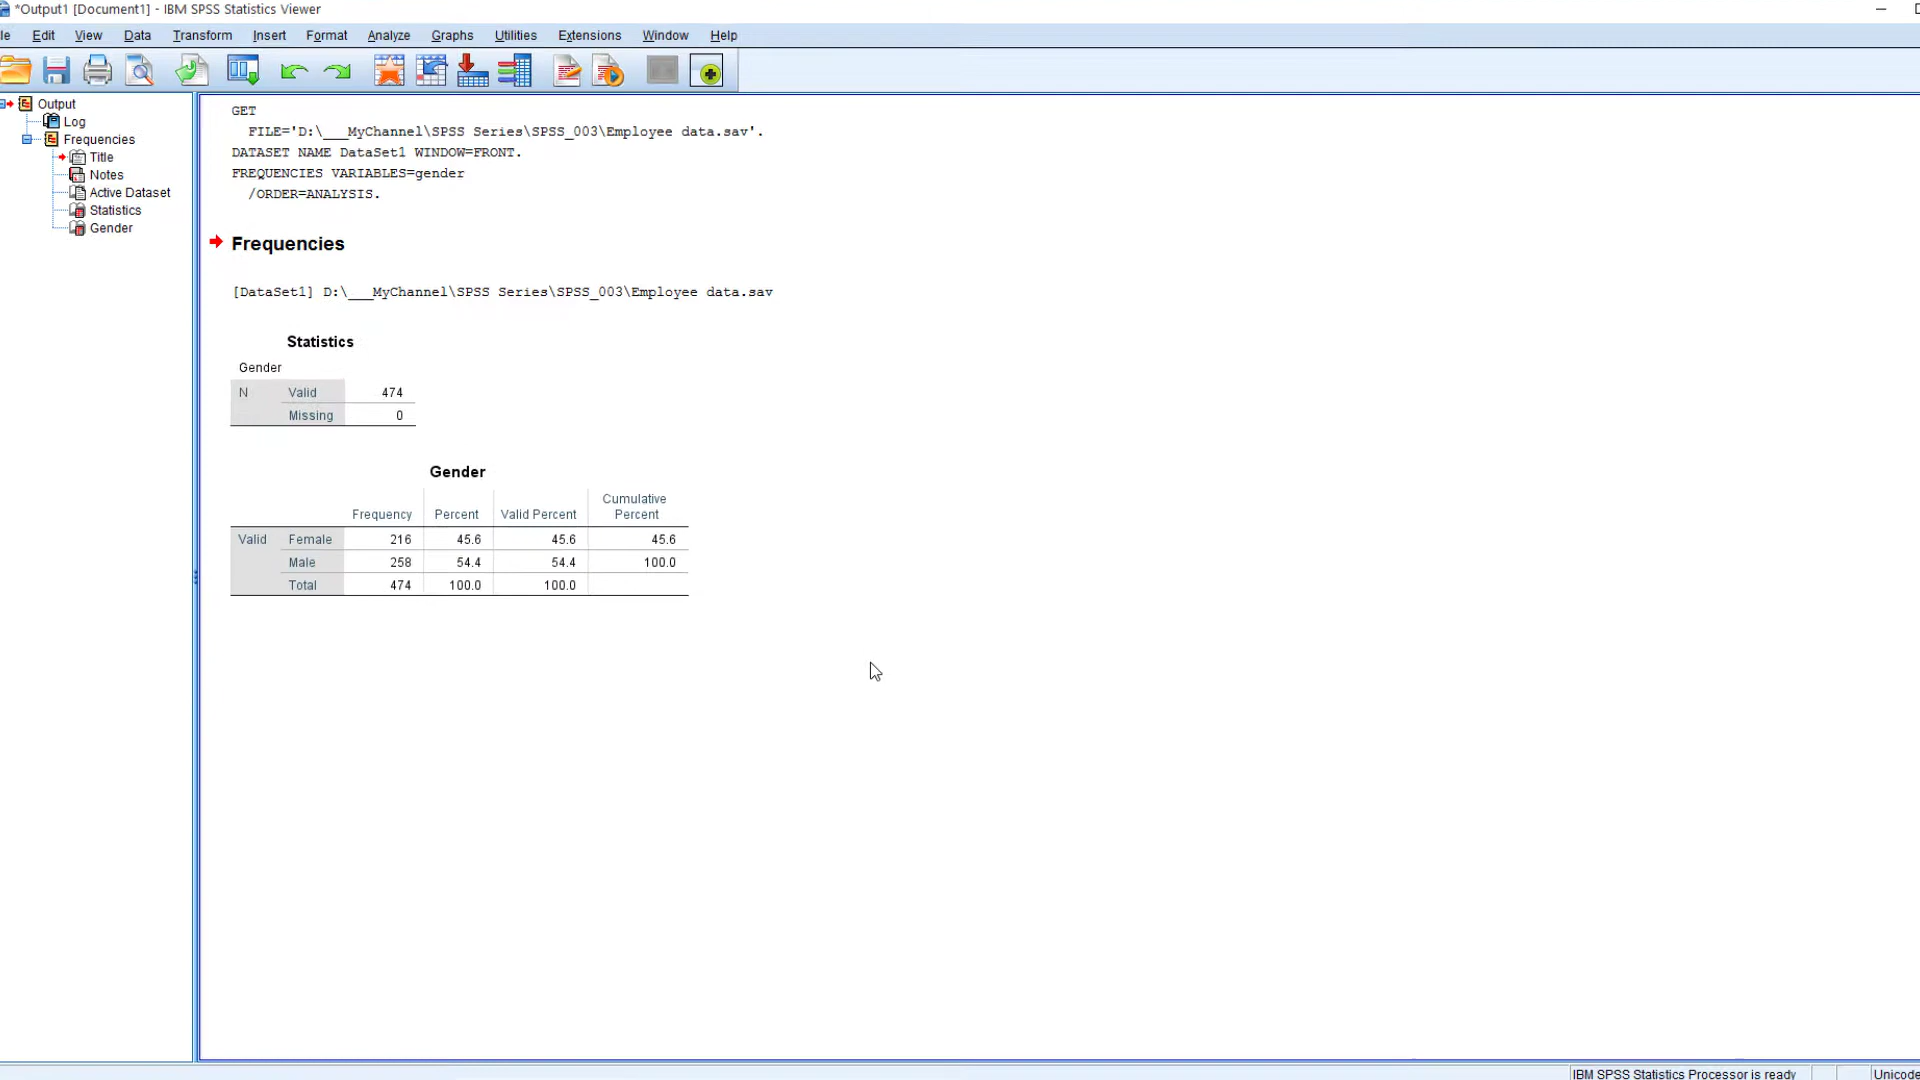 *Output1 [Document1] - IBM SPSS Statistics Viewer
le Edit View Data Transform Insert Format Analyze Graphs Utilities Extensions Window Help
Output
Log
Frequencies
Title
Notes
Active Dataset
Statistics
Gender
GET
FILE='D:\___MyChannel\SPSS Series\SPSS_003\Employee data.sav'.
DATASET NAME DataSet1 WINDOW=FRONT.
FREQUENCIES VARIABLES=gender
/ORDER=ANALYSIS.
Frequencies
[DataSet1] D:\___MyChannel\SPSS Series\SPSS_003\Employee data.sav
Statistics
Gender
N Valid 474
Missing 0
Gender
Frequency Percent Valid Percent Cumulative Percent
Valid Female 216 45.6 45.6 45.6
Male 258 54.4 54.4 100.0
Total 474 100.0 100.0
IBM SPSS Statistics Processor is ready Unicode